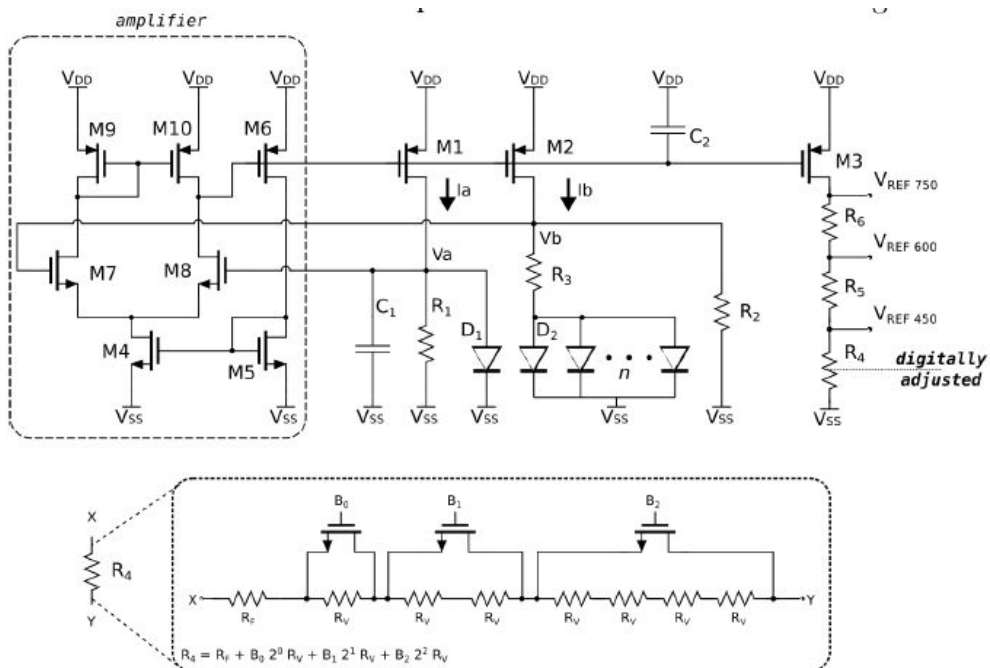 amplifier
VDD VDD VDD VDD VDD VDD
M9 M10 M6 M1 M2 C2 M3
Ia Ib
VREF 750
R6
Vb
VREF 600
M7 M8 Va R3 R5
C1 R1 D1 D2 R2
VREF 450
M4 M5 n R4
digitally
adjusted
VSS VSS VSS VSS VSS VSS VSS VSS
B0 B1 B2
X
R4
X RF RV RV RV RV RV RV RV Y
Y
R4 = RF + B0 2^0 RV + B1 2^1 RV + B2 2^2 RV